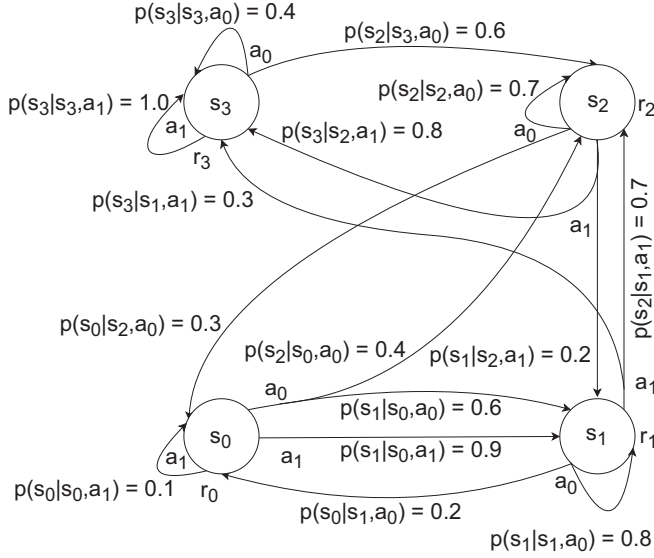 p(s₃|s₃,a₀) = 0.4
a₀
p(s₂|s₃,a₀) = 0.6
p(s₃|s₃,a₁) = 1.0
s₃
a₁
r₃
p(s₂|s₂,a₀) = 0.7
s₂
r₂
a₀
p(s₃|s₂,a₁) = 0.8
p(s₃|s₁,a₁) = 0.3
a₁
p(s₂|s₁,a₁) = 0.7
p(s₀|s₂,a₀) = 0.3
p(s₂|s₀,a₀) = 0.4
p(s₁|s₂,a₁) = 0.2
a₀
a₁
p(s₁|s₀,a₀) = 0.6
s₀
s₁
r₁
a₁
a₁
p(s₁|s₀,a₁) = 0.9
p(s₀|s₀,a₁) = 0.1
r₀
a₀
p(s₀|s₁,a₀) = 0.2
p(s₁|s₁,a₀) = 0.8